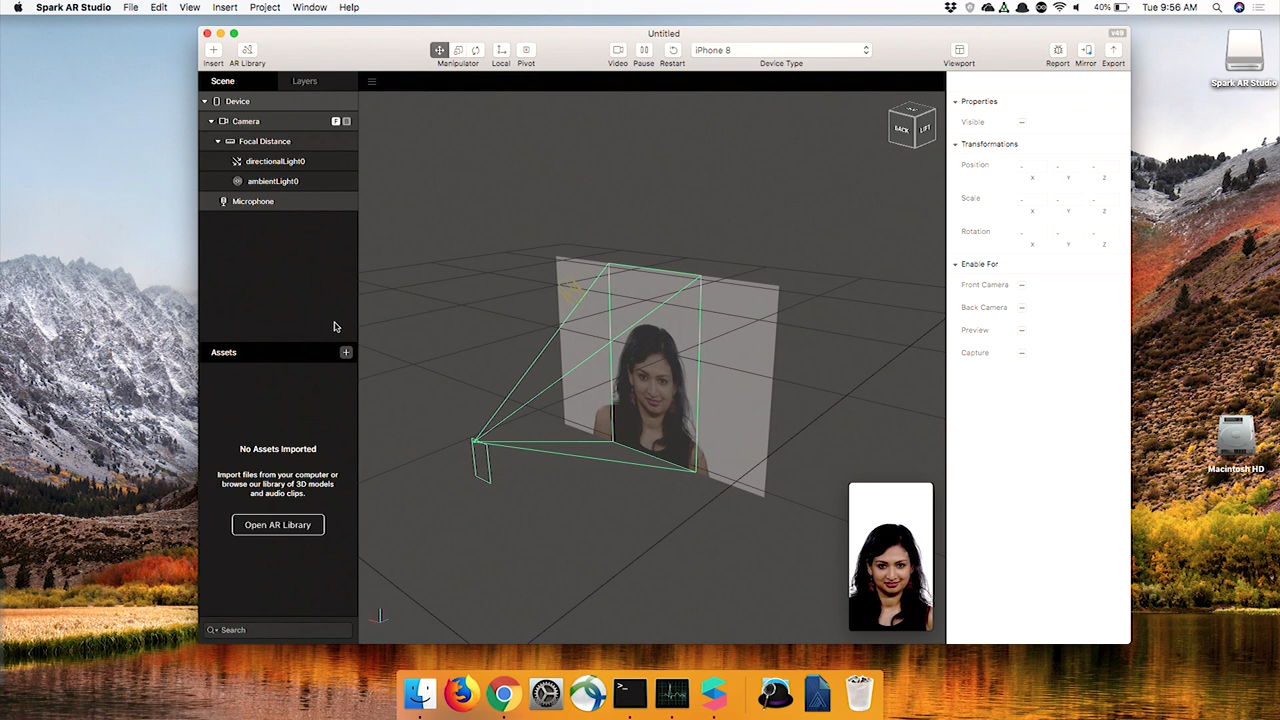 Spark AR Studio File Edit View Insert Project Window Help
40% Tue 9:56 AM
Untitled
v49
Insert AR Library
Manipulator Local Pivot
Video Pause Restart
iPhone 8
Device Type
Viewport
Report Mirror Export
Scene Layers
Device
Camera F B
Focal Distance
directionalLight0
ambientLight0
Microphone
Assets
No Assets Imported
Import files from your computer or
browse our library of 3D models
and audio clips.
Open AR Library
Search
BACK LEFT
Properties
Visible
Transformations
Position
X Y Z
Scale
X Y Z
Rotation
X Y Z
Enable For
Front Camera
Back Camera
Preview
Capture
Spark AR Studio
Macintosh HD